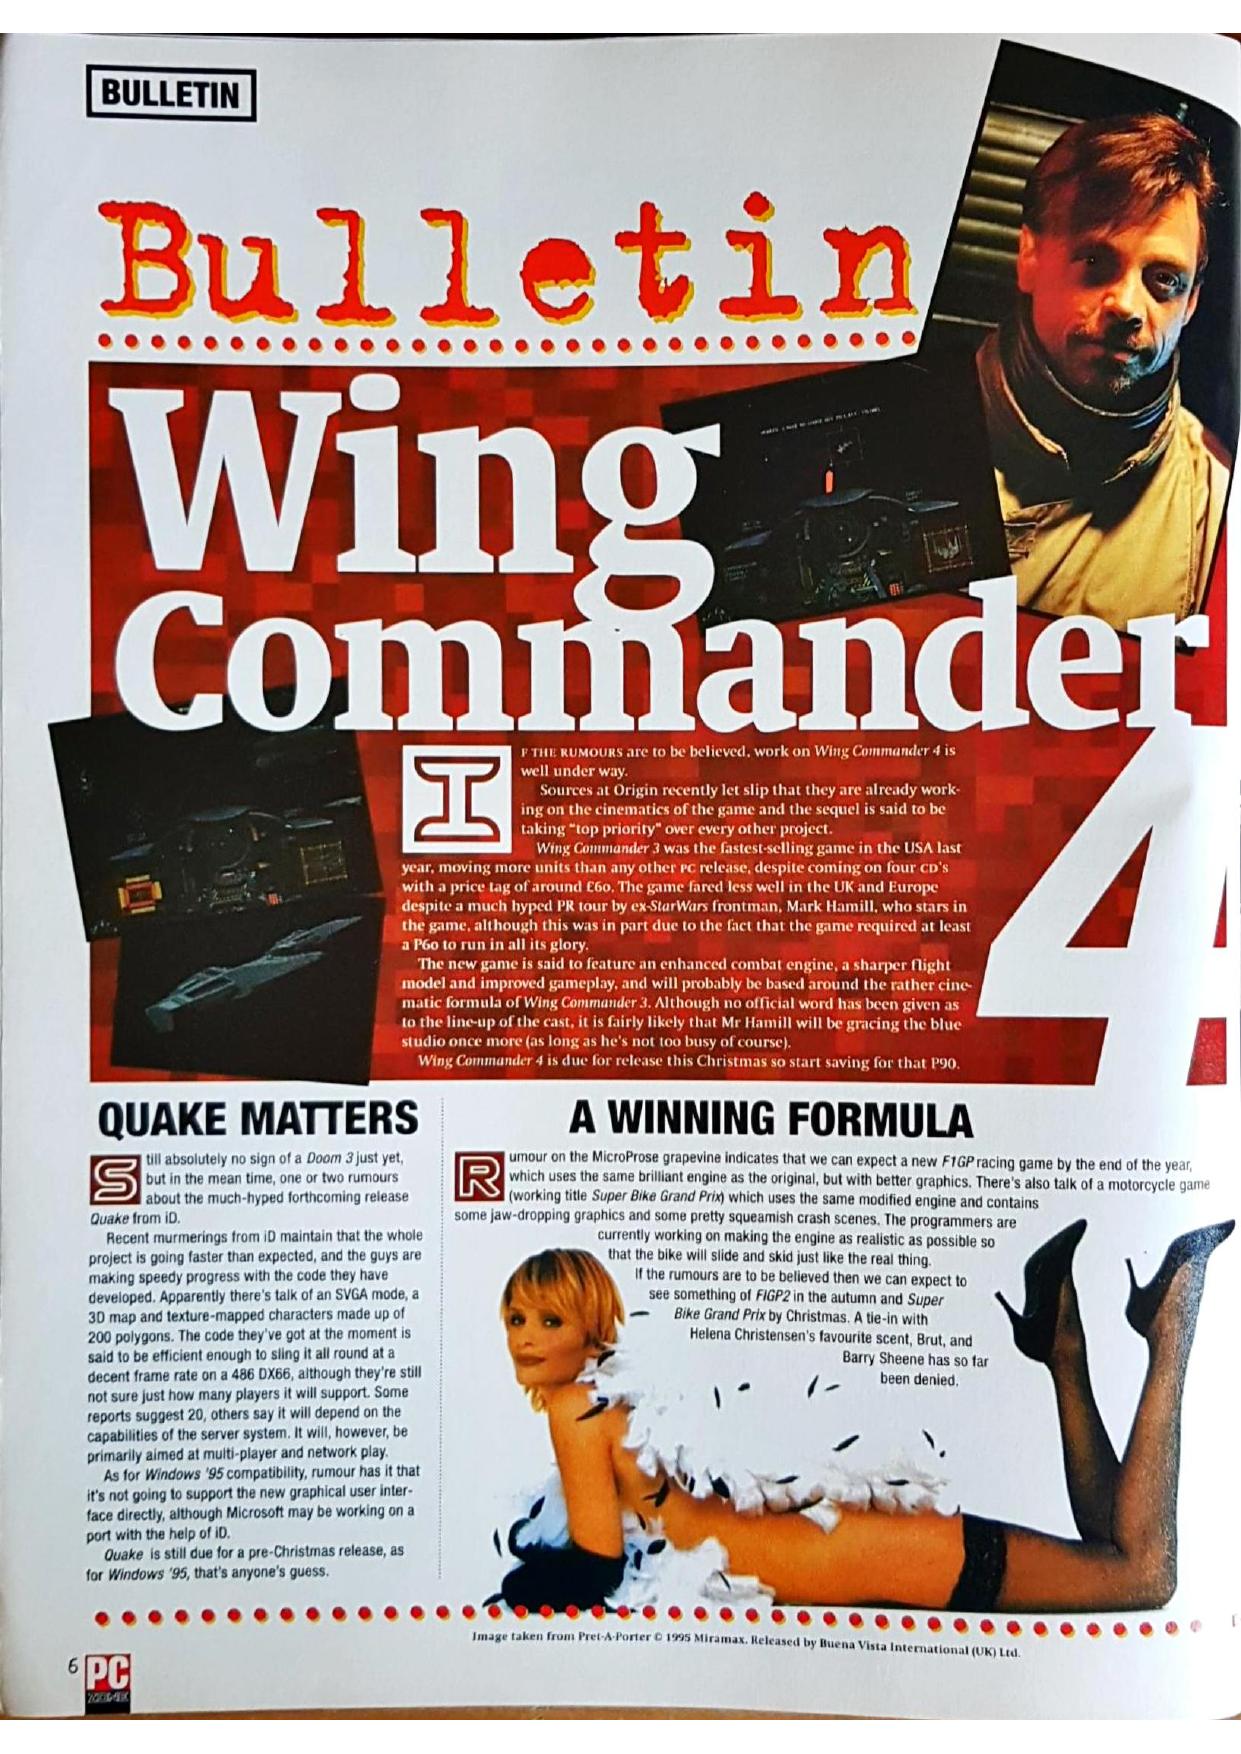 BULLETIN
Bulletin
Wing
Commander
4
IF THE RUMOURS are to be believed, work on Wing Commander 4 is
well under way.
Sources at Origin recently let slip that they are already work-
ing on the cinematics of the game and the sequel is said to be
taking "top priority" over every other project.
Wing Commander 3 was the fastest-selling game in the USA last
year, moving more units than any other PC release, despite coming on four CD's
with a price tag of around £60. The game fared less well in the UK and Europe
despite a much hyped PR tour by ex-StarWars frontman, Mark Hamill, who stars in
the game, although this was in part due to the fact that the game required at least
a P60 to run in all its glory.
The new game is said to feature an enhanced combat engine, a sharper flight
model and improved gameplay, and will probably be based around the rather cine-
matic formula of Wing Commander 3. Although no official word has been given as
to the line-up of the cast, it is fairly likely that Mr Hamill will be gracing the blue
studio once more (as long as he's not too busy of course).
Wing Commander 4 is due for release this Christmas so start saving for that P90.
QUAKE MATTERS
Still absolutely no sign of a Doom 3 just yet,
but in the mean time, one or two rumours
about the much-hyped forthcoming release
Quake from iD.
Recent murmerings from iD maintain that the whole
project is going faster than expected, and the guys are
making speedy progress with the code they have
developed. Apparently there's talk of an SVGA mode, a
3D map and texture-mapped characters made up of
200 polygons. The code they've got at the moment is
said to be efficient enough to sling it all round at a
decent frame rate on a 486 DX66, although they're still
not sure just how many players it will support. Some
reports suggest 20, others say it will depend on the
capabilities of the server system. It will, however, be
primarily aimed at multi-player and network play.
As for Windows '95 compatibility, rumour has it that
it's not going to support the new graphical user inter-
face directly, although Microsoft may be working on a
port with the help of iD.
Quake is still due for a pre-Christmas release, as
for Windows '95, that's anyone's guess.
A WINNING FORMULA
Rumour on the MicroProse grapevine indicates that we can expect a new F1GP racing game by the end of the year,
which uses the same brilliant engine as the original, but with better graphics. There's also talk of a motorcycle game
(working title Super Bike Grand Prix) which uses the same modified engine and contains
some jaw-dropping graphics and some pretty squeamish crash scenes. The programmers are
currently working on making the engine as realistic as possible so
that the bike will slide and skid just like the real thing.
If the rumours are to be believed then we can expect to
see something of F1GP2 in the autumn and Super
Bike Grand Prix by Christmas. A tie-in with
Helena Christensen's favourite scent, Brut, and
Barry Sheene has so far
been denied.
Image taken from Pret-A-Porter © 1995 Miramax. Released by Buena Vista International (UK) Ltd.
6
PC
ZONE